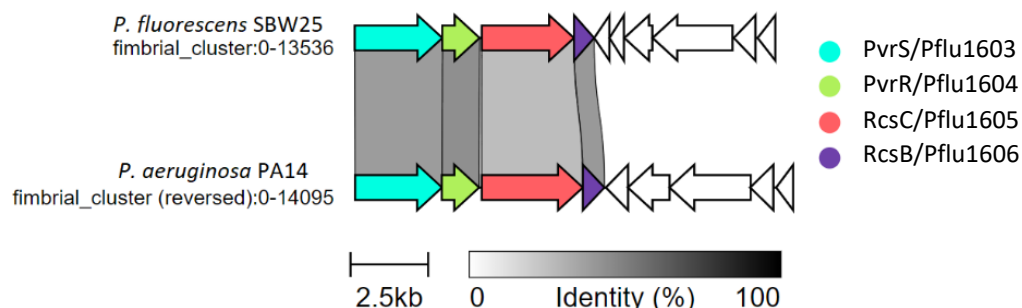 P. fluorescens SBW25
fimbrial_cluster:0-13536
PvrS/Pflu1603
PvrR/Pflu1604
RcsC/Pflu1605
RcsB/Pflu1606
P. aeruginosa PA14
fimbrial_cluster (reversed):0-14095
2.5kb
0 Identity (%) 100